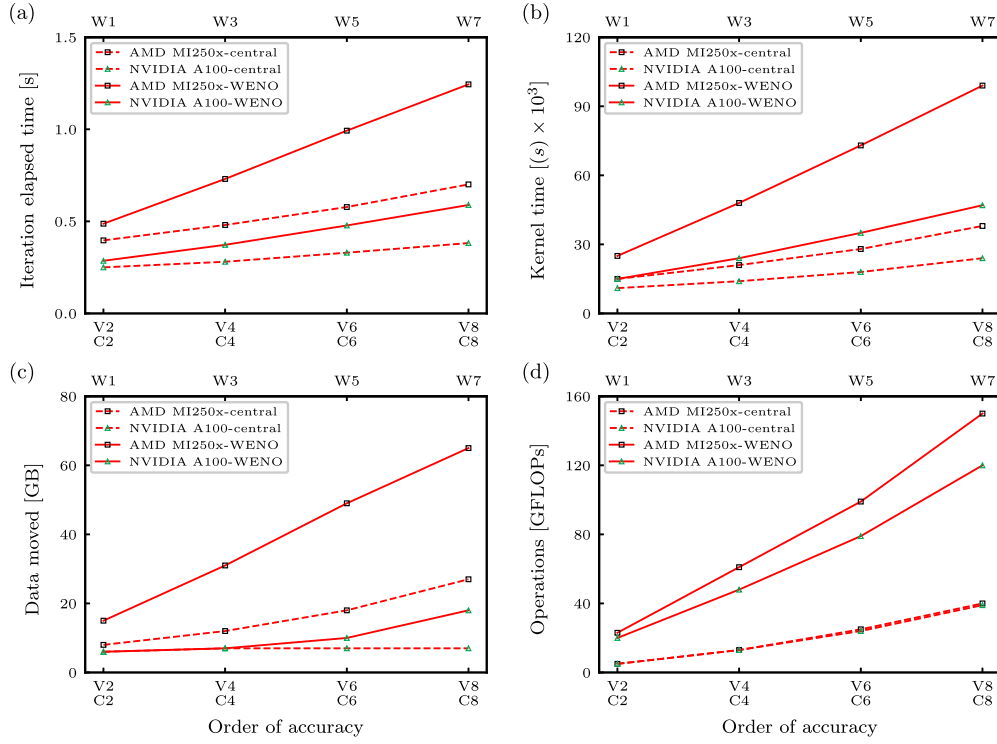 (a)
W1 W3 W5 W7
1.5
1.0
0.5
0.0
Iteration elapsed time [s]
AMD MI250x-central
NVIDIA A100-central
AMD MI250x-WENO
NVIDIA A100-WENO
V2 V4 V6 V8
C2 C4 C6 C8
(b)
W1 W3 W5 W7
120
90
60
30
0
Kernel time [(s) × 10³]
AMD MI250x-central
NVIDIA A100-central
AMD MI250x-WENO
NVIDIA A100-WENO
V2 V4 V6 V8
C2 C4 C6 C8
(c)
W1 W3 W5 W7
80
60
40
20
0
Data moved [GB]
AMD MI250x-central
NVIDIA A100-central
AMD MI250x-WENO
NVIDIA A100-WENO
V2 V4 V6 V8
C2 C4 C6 C8
Order of accuracy
(d)
W1 W3 W5 W7
160
120
80
40
0
Operations [GFLOPs]
AMD MI250x-central
NVIDIA A100-central
AMD MI250x-WENO
NVIDIA A100-WENO
V2 V4 V6 V8
C2 C4 C6 C8
Order of accuracy